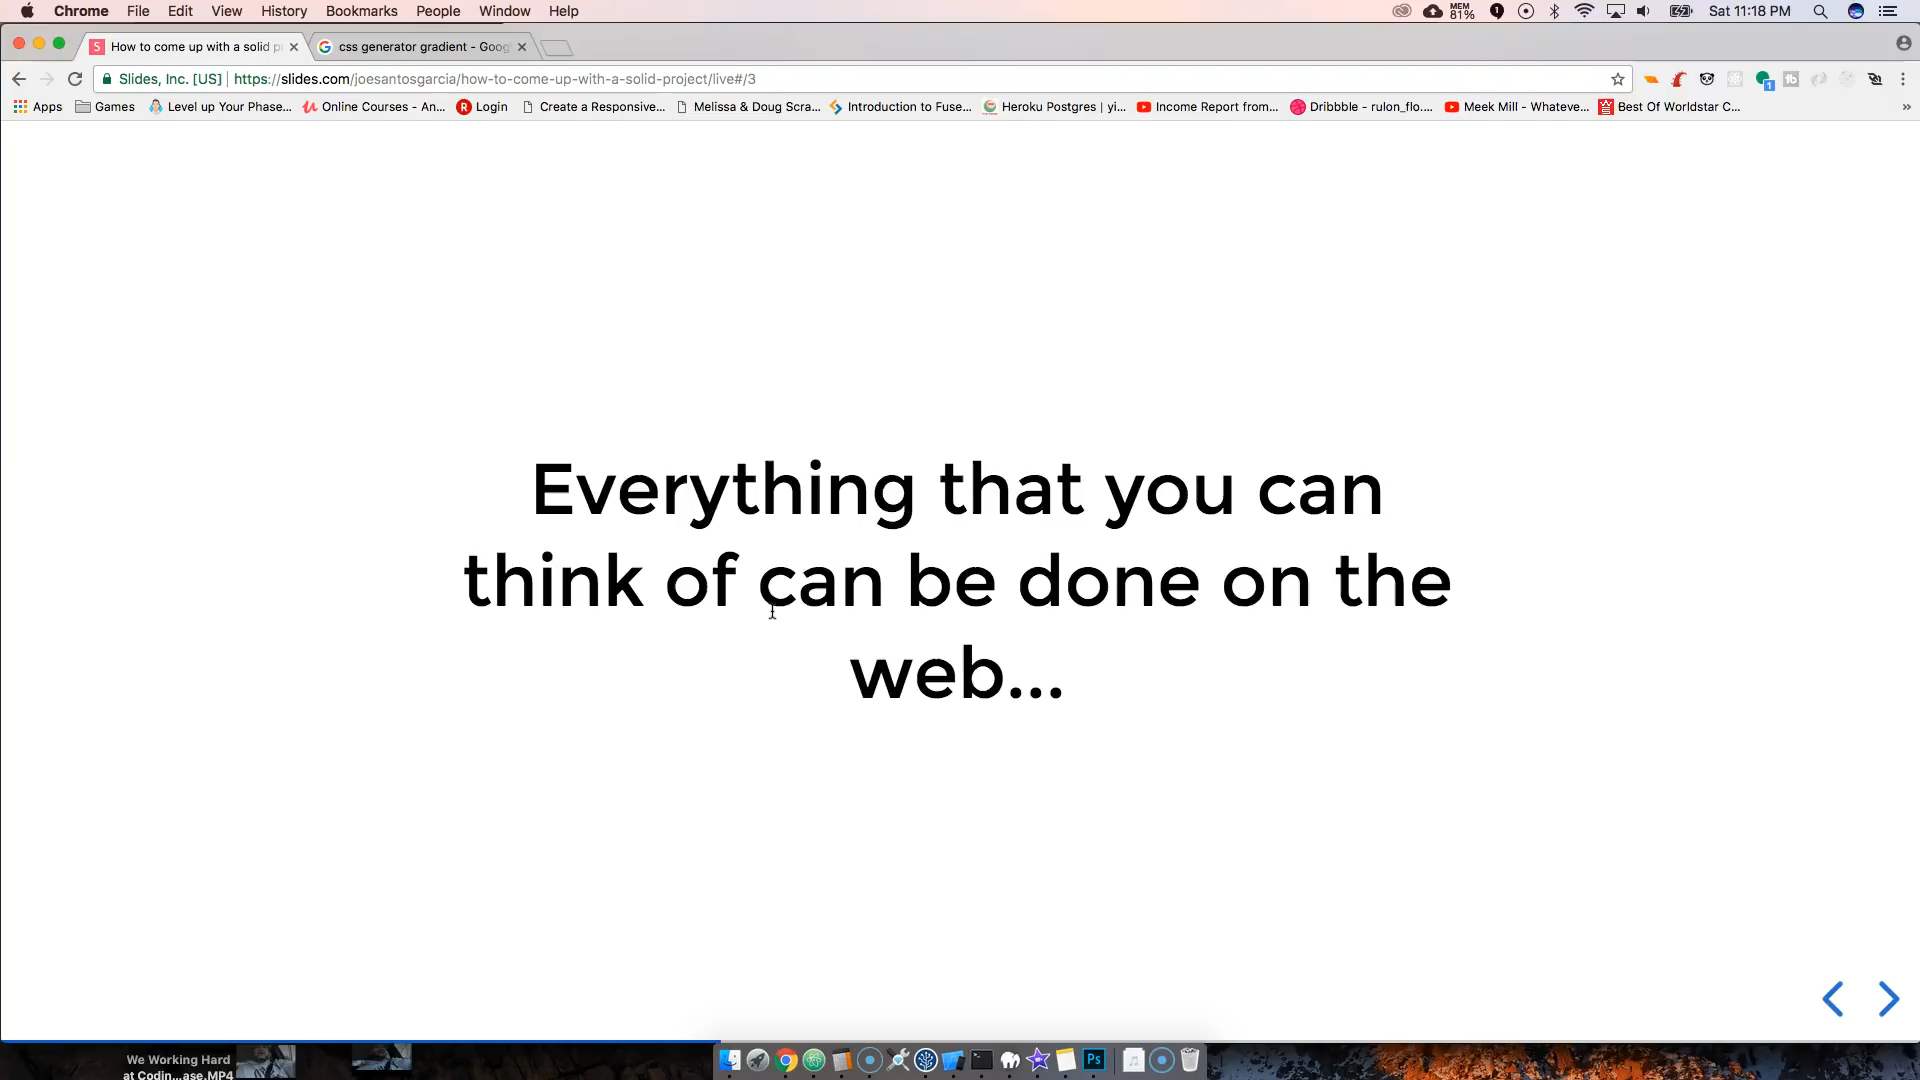 Chrome File Edit View History Bookmarks People Window Help MEM 81% Sat 11:18 PM
How to come up with a solid p css generator gradient - Goog
Slides, Inc. [US] https://slides.com/joesantosgarcia/how-to-come-up-with-a-solid-project/live#/3
Apps Games Level up Your Phase... Online Courses - An... Login Create a Responsive... Melissa & Doug Scra... Introduction to Fuse... Heroku Postgres | yi... Income Report from... Dribbble - rulon_flo.... Meek Mill - Whateve... Best Of Worldstar C... »
Everything that you can
think of can be done on the
web...
We Working Hard
at Codin...ase.MP4
Ps